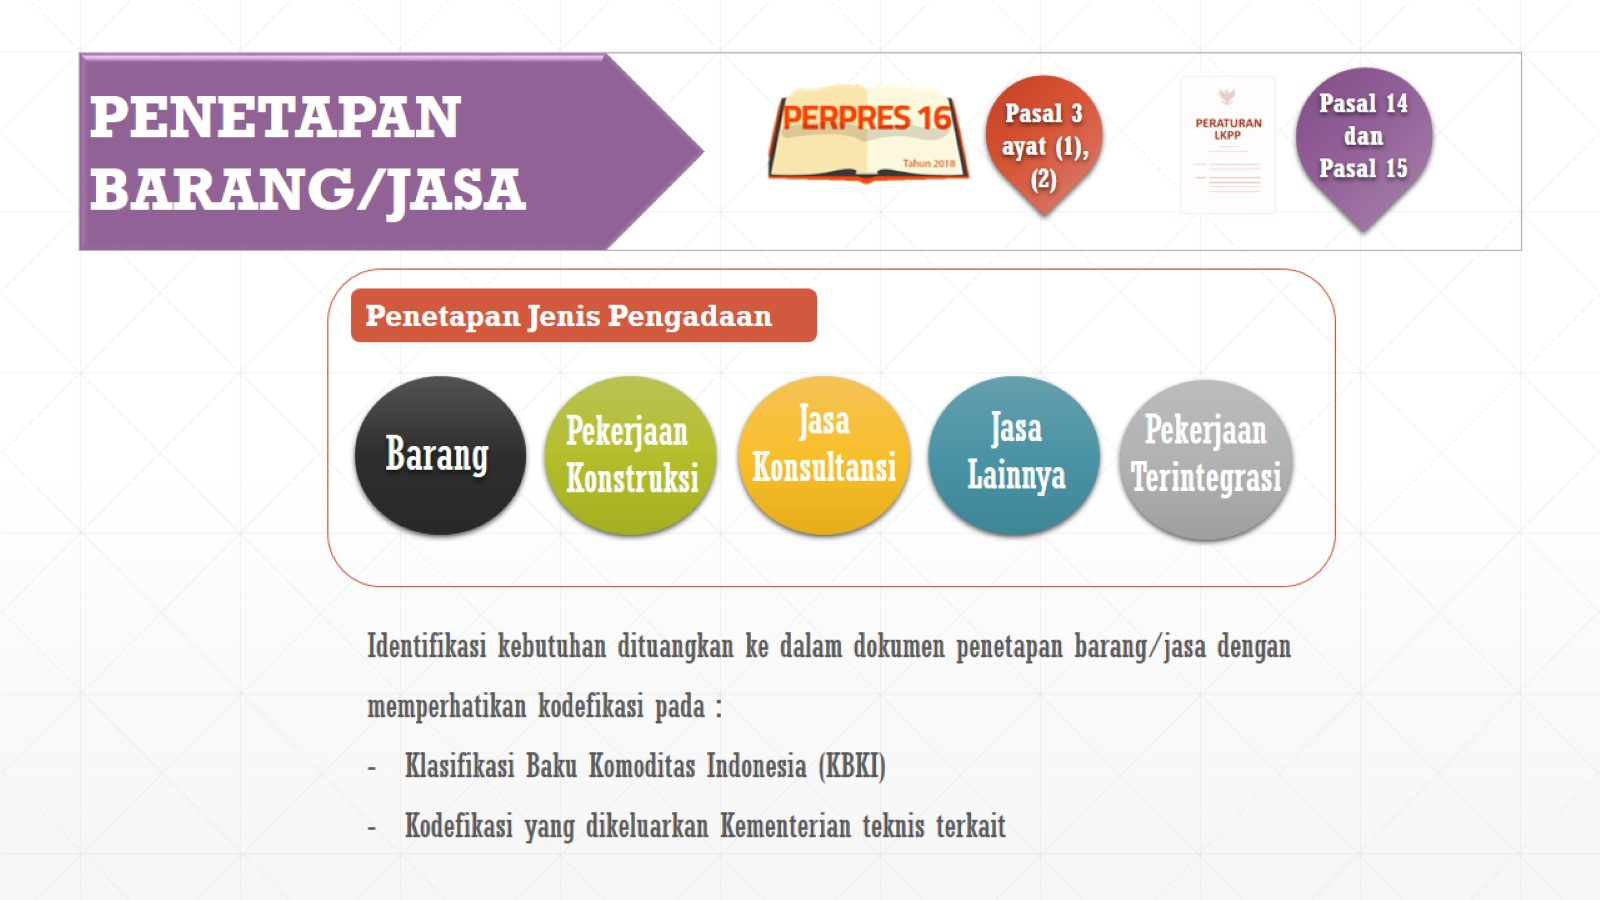 PENETAPAN
BARANG/JASA
PERPRES 16
Tahun 2018
Pasal 3
ayat (1),
(2)
PERATURAN
LKPP
Pasal 14
dan
Pasal 15
Penetapan Jenis Pengadaan
Barang
Pekerjaan
Konstruksi
Jasa
Konsultansi
Jasa
Lainnya
Pekerjaan
Terintegrasi
Identifikasi kebutuhan dituangkan ke dalam dokumen penetapan barang/jasa dengan
memperhatikan kodefikasi pada :
- Klasifikasi Baku Komoditas Indonesia (KBKI)
- Kodefikasi yang dikeluarkan Kementerian teknis terkait